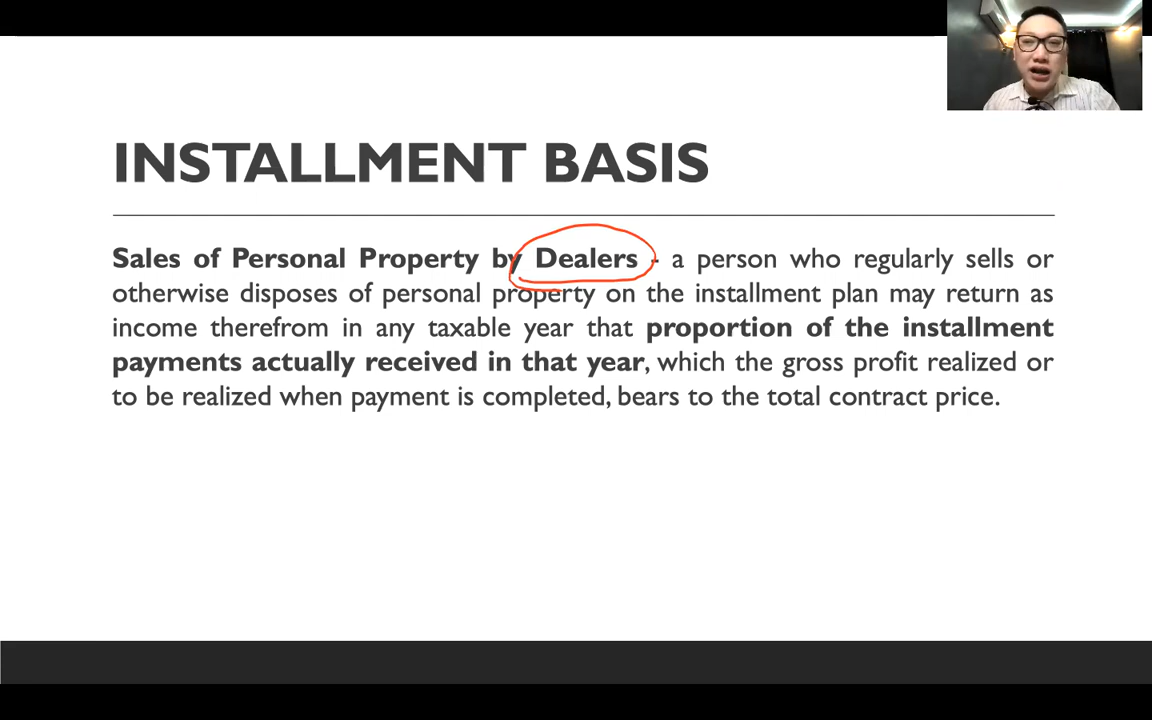 INSTALLMENT BASIS
Sales of Personal Property by Dealers - a person who regularly sells or
otherwise disposes of personal property on the installment plan may return as
income therefrom in any taxable year that proportion of the installment
payments actually received in that year, which the gross profit realized or
to be realized when payment is completed, bears to the total contract price.